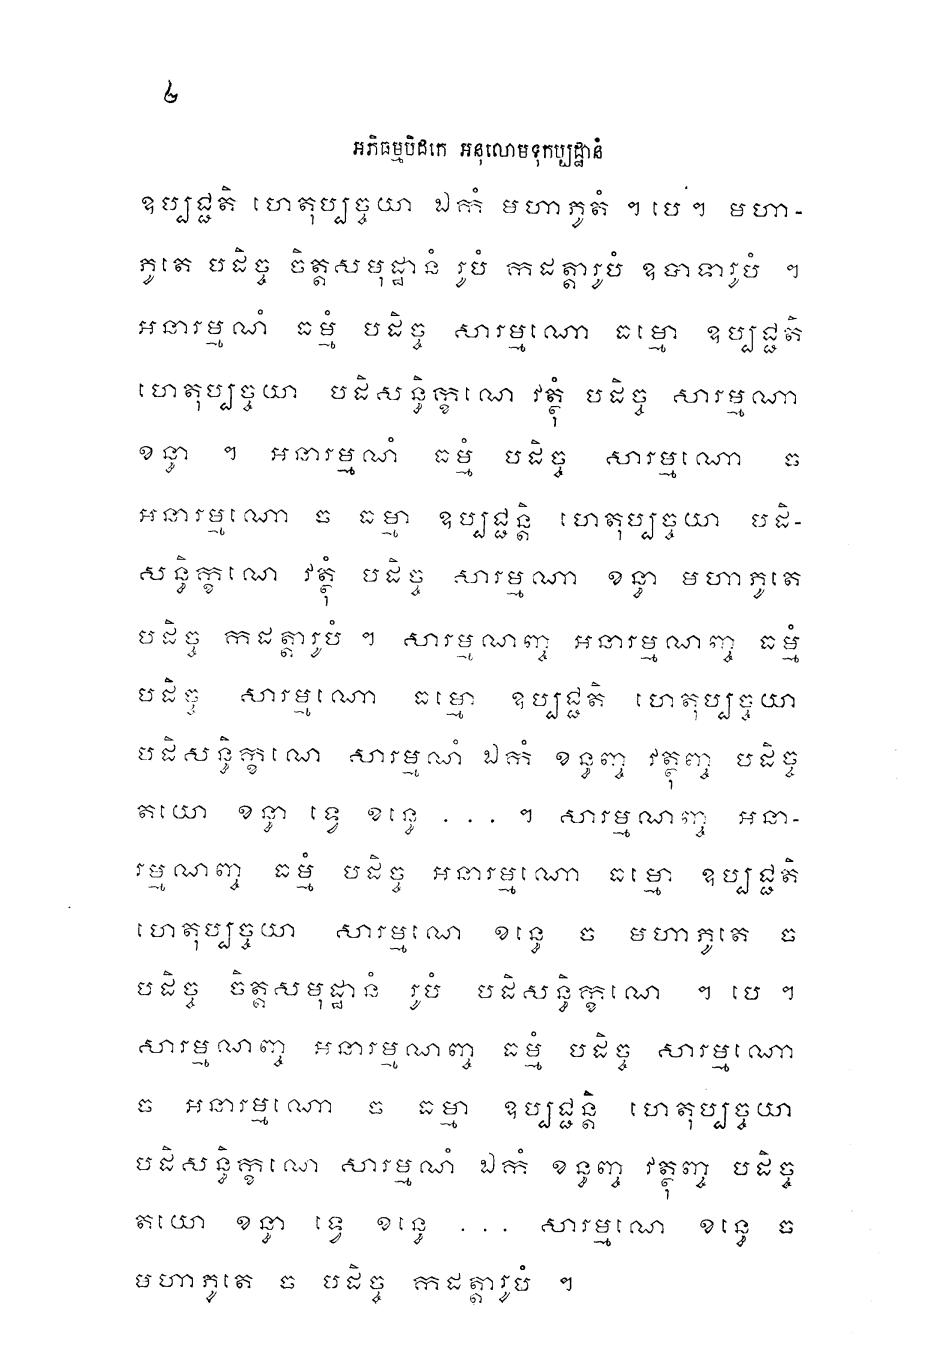 ៤
អភិធម្មបិដកេ អនុលោមទុកប្បដ្ឋានំ
ឧប្បជ្ជតិ ហេតុប្បច្ចយា ឯកំ មហាភូតំ ។ បេ ។ មហា-
ភូតេ បដិច្ច ចិត្តសមុដ្ឋានំ រូបំ កដត្តារូបំ ឧបាទារូបំ ។
អនារម្មណំ ធម្មំ បដិច្ច សារម្មណោ ធម្មោ ឧប្បជ្ជតិ
ហេតុប្បច្ចយា បដិសន្ធិក្ខណេ វត្ថុំ បដិច្ច សារម្មណា
ខន្ធា ។ អនារម្មណំ ធម្មំ បដិច្ច សារម្មណោ ច
អនារម្មណោ ច ធម្មា ឧប្បជ្ជន្តិ ហេតុប្បច្ចយា បដិ-
សន្ធិក្ខណេ វត្ថុំ បដិច្ច សារម្មណា ខន្ធា មហាភូតេ
បដិច្ច កដត្តារូបំ ។ សារម្មណញ្ច អនារម្មណញ្ច ធម្មំ
បដិច្ច សារម្មណោ ធម្មោ ឧប្បជ្ជតិ ហេតុប្បច្ចយា
បដិសន្ធិក្ខណេ សារម្មណំ ឯកំ ខន្ធញ្ច វត្ថុញ្ច បដិច្ច
តយោ ខន្ធា ទ្វេ ខន្ធេ ... ។ សារម្មណញ្ច អនា-
រម្មណញ្ច ធម្មំ បដិច្ច អនារម្មណោ ធម្មោ ឧប្បជ្ជតិ
ហេតុប្បច្ចយា សារម្មណេ ខន្ធេ ច មហាភូតេ ច
បដិច្ច ចិត្តសមុដ្ឋានំ រូបំ បដិសន្ធិក្ខណេ ។ បេ ។
សារម្មណញ្ច អនារម្មណញ្ច ធម្មំ បដិច្ច សារម្មណោ
ច អនារម្មណោ ច ធម្មា ឧប្បជ្ជន្តិ ហេតុប្បច្ចយា
បដិសន្ធិក្ខណេ សារម្មណំ ឯកំ ខន្ធញ្ច វត្ថុញ្ច បដិច្ច
តយោ ខន្ធា ទ្វេ ខន្ធេ ... សារម្មណេ ខន្ធេ ច
មហាភូតេ ច បដិច្ច កដត្តារូបំ ។